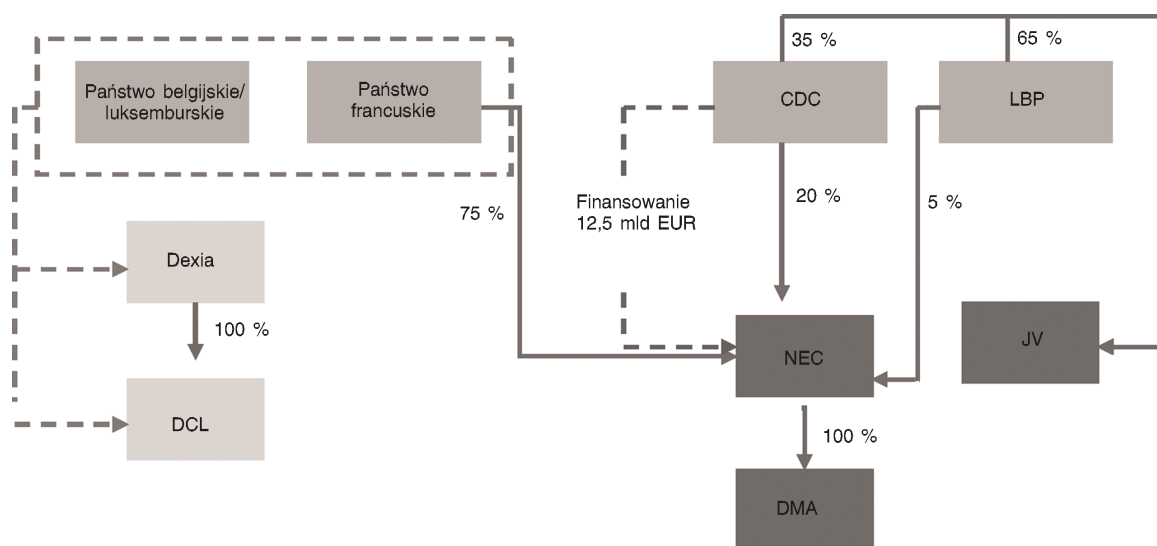 35 %
65 %
Państwo belgijskie/
luksemburskie
Państwo
francuskie
CDC
LBP
75 %
Finansowanie
12,5 mld EUR
20 %
5 %
Dexia
100 %
NEC
JV
DCL
100 %
DMA